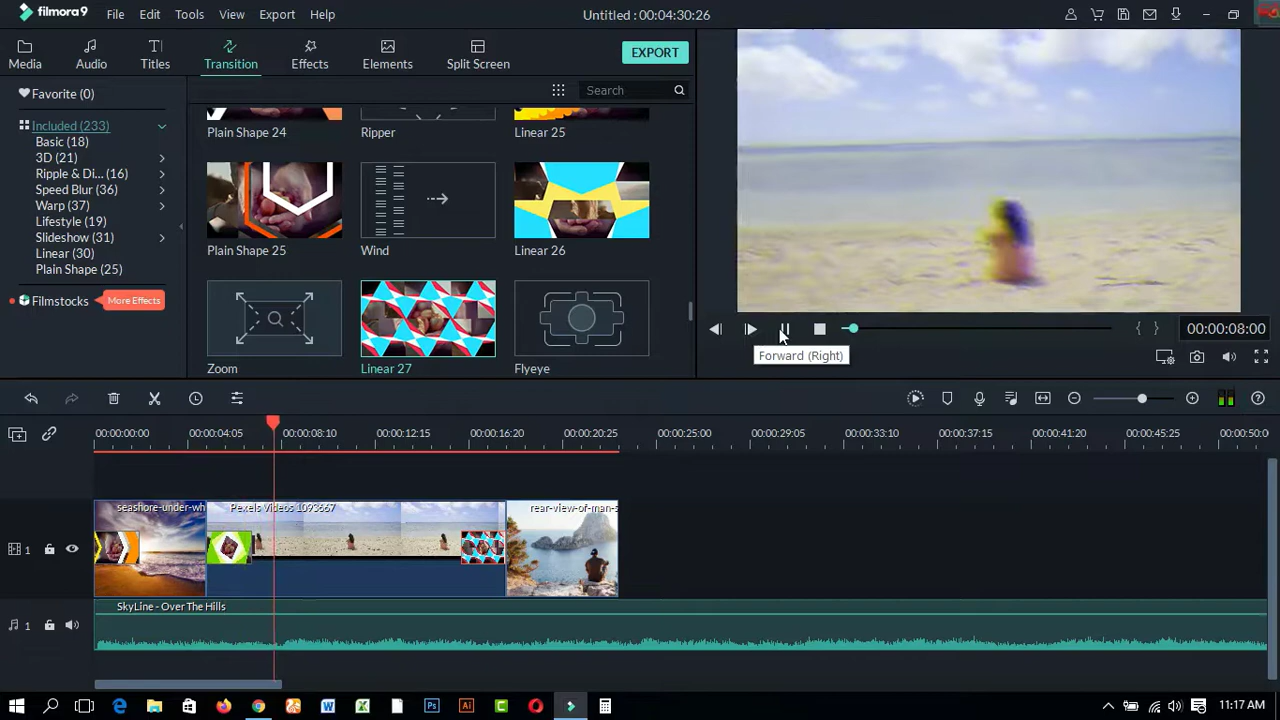 filmora9 File Edit Tools View Export Help Untitled : 00:04:30:26
Media Audio Titles Transition Effects Elements Split Screen EXPORT
Favorite (0)
Included (233)
Basic (18)
3D (21)
Ripple & Di... (16)
Speed Blur (36)
Warp (37)
Lifestyle (19)
Slideshow (31)
Linear (30)
Plain Shape (25)
Filmstocks More Effects
Search
Plain Shape 24 Ripper Linear 25
Plain Shape 25 Wind Linear 26
Zoom Linear 27 Flyeye
{ } 00:00:08:00
Forward (Right)
00:00:00:00 00:00:04:05 00:00:08:10 00:00:12:15 00:00:16:20 00:00:20:25 00:00:25:00 00:00:29:05 00:00:33:10 00:00:37:15 00:00:41:20 00:00:45:25 00:00:50:0
seashore-under-wh Pexels Videos 1093667 rear-view-of-man-s
1
SkyLine - Over The Hills
1
11:17 AM